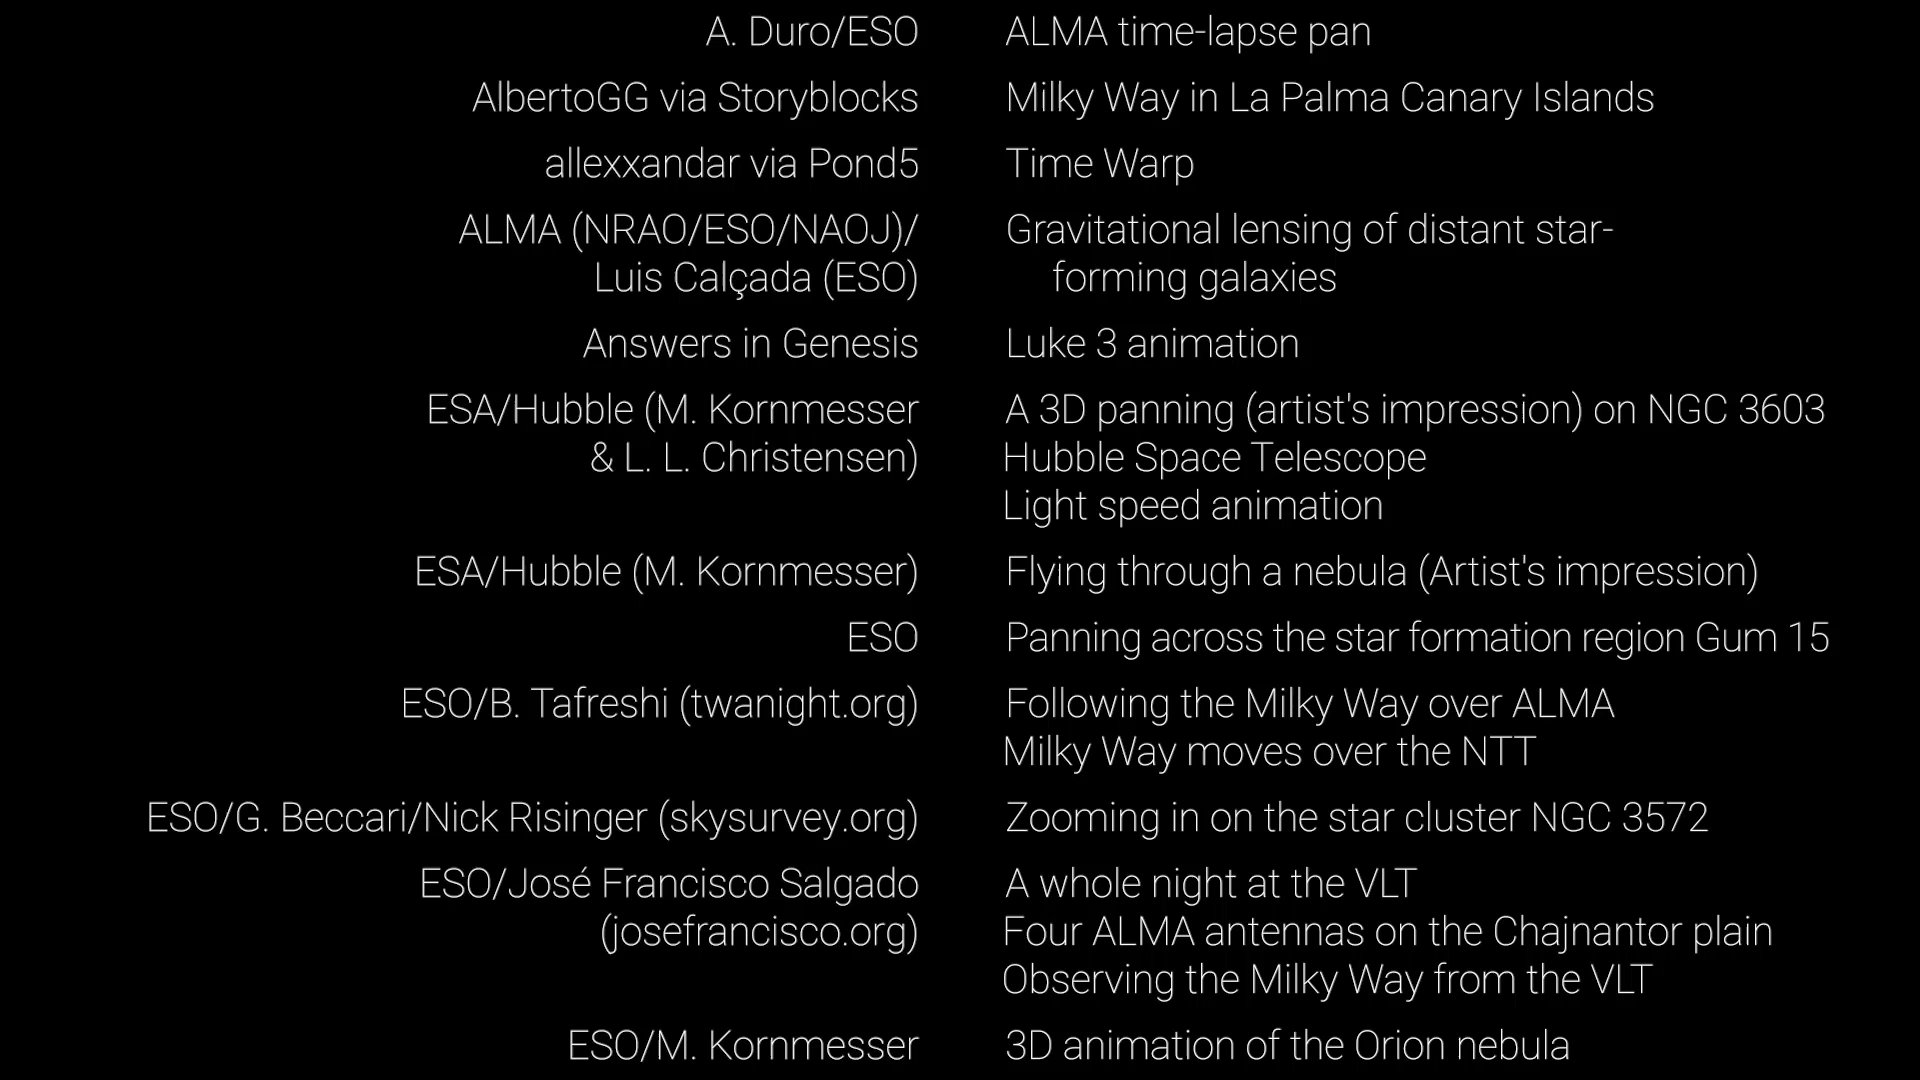 A. Duro/ESO ALMA time-lapse pan
AlbertoGG via Storyblocks Milky Way in La Palma Canary Islands
allexxandar via Pond5 Time Warp
ALMA (NRAO/ESO/NAOJ)/ Gravitational lensing of distant star-
Luis Calçada (ESO) forming galaxies
Answers in Genesis Luke 3 animation
ESA/Hubble (M. Kornmesser A 3D panning (artist's impression) on NGC 3603
& L. L. Christensen) Hubble Space Telescope
Light speed animation
ESA/Hubble (M. Kornmesser) Flying through a nebula (Artist's impression)
ESO Panning across the star formation region Gum 15
ESO/B. Tafreshi (twanight.org) Following the Milky Way over ALMA
Milky Way moves over the NTT
ESO/G. Beccari/Nick Risinger (skysurvey.org) Zooming in on the star cluster NGC 3572
ESO/José Francisco Salgado A whole night at the VLT
(josefrancisco.org) Four ALMA antennas on the Chajnantor plain
Observing the Milky Way from the VLT
ESO/M. Kornmesser 3D animation of the Orion nebula